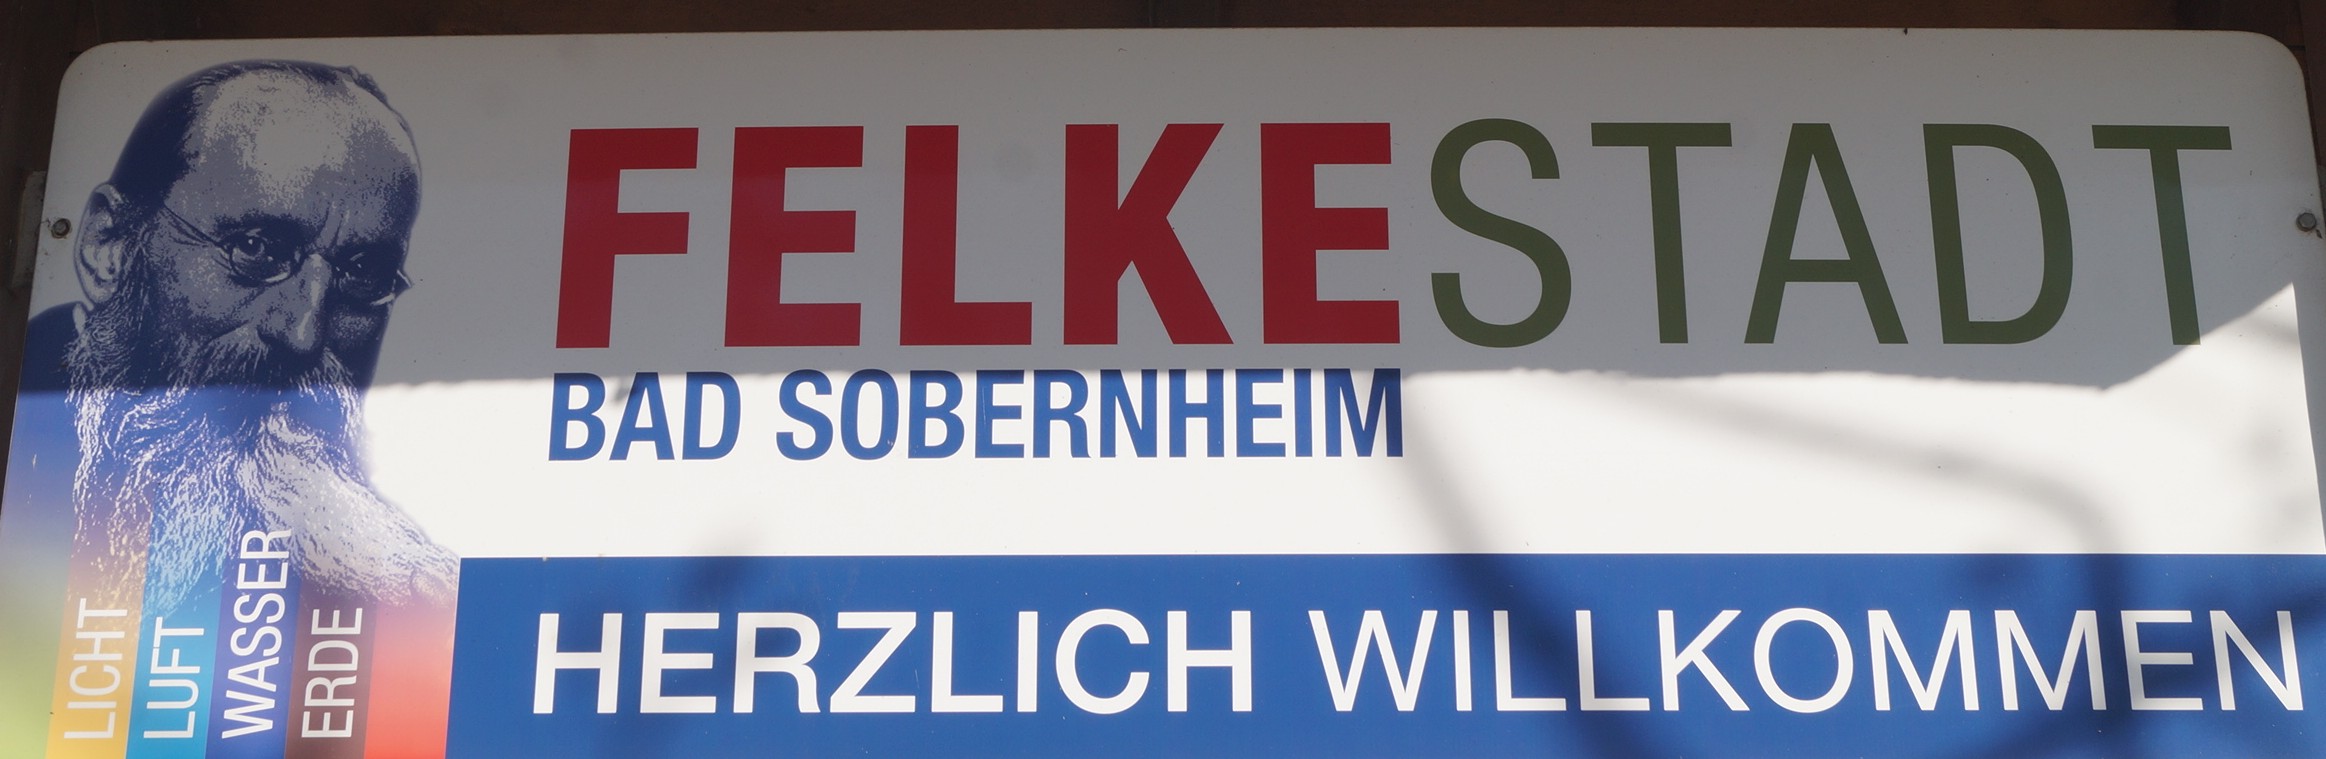 FELKESTADT
BAD SOBERNHEIM
HERZLICH WILLKOMMEN
LICHT
LUFT
WASSER
ERDE